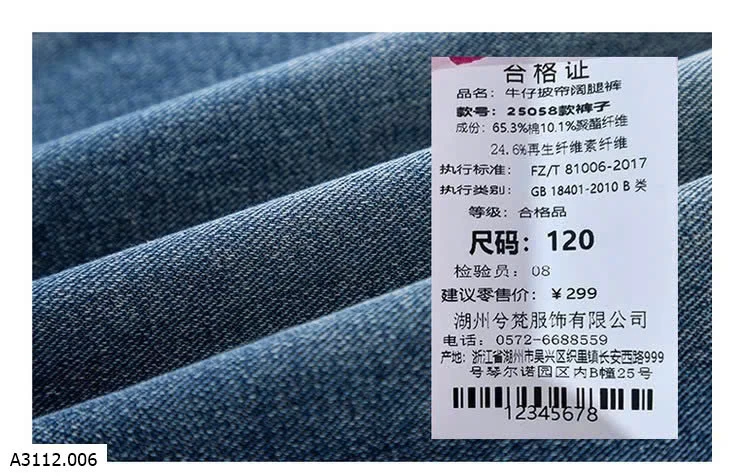 合格证
品名：牛仔披帘阔腿裤
款号：25058款裤子
成份：65.3%棉10.1%聚酯纤维
24.6%再生纤维素纤维
执行标准： FZ/T 81006-2017
执行类别： GB 18401-2010 B 类
等级：合格品
尺码：120
检验员：08
建议零售价：￥299
湖州兮梵服饰有限公司
电话：0572-6688559
产地：浙江省湖州市吴兴区织里镇长安西路999
号琴尔诺园区内B幢25号
12345678
A3112.006